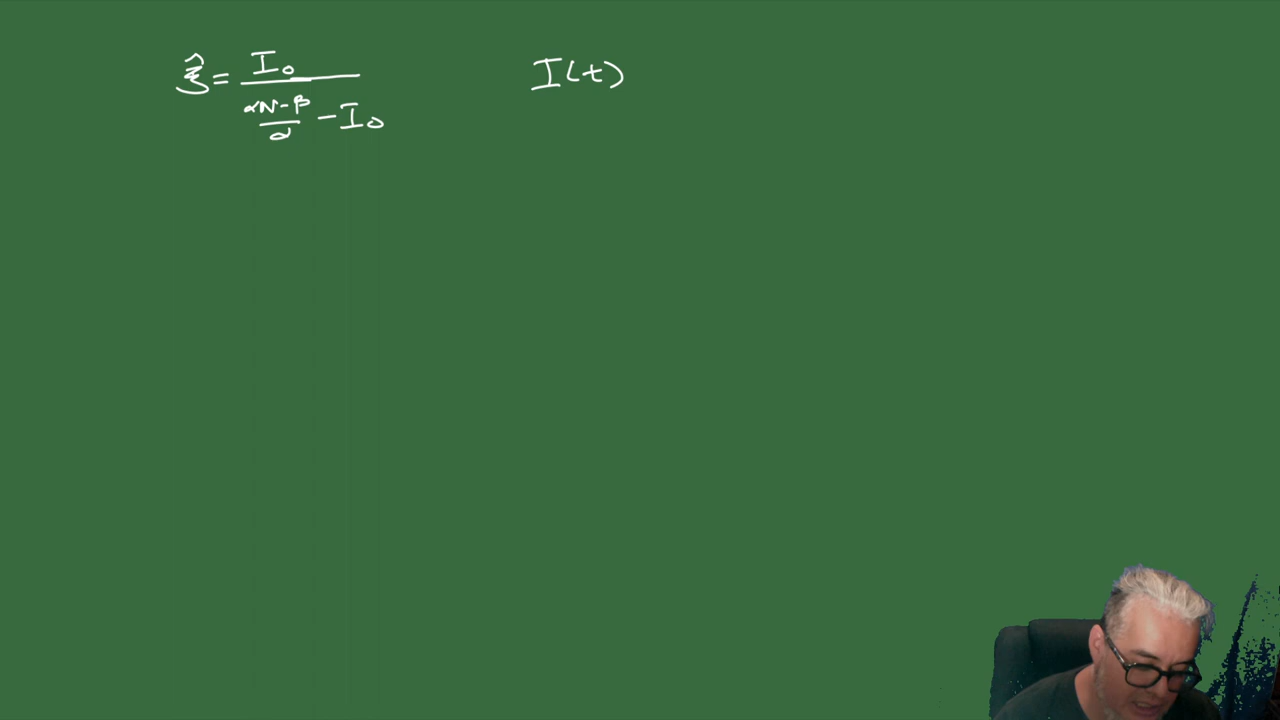 ξ̂ = I₀ / ((αN - β)/α - I₀)
I(t)